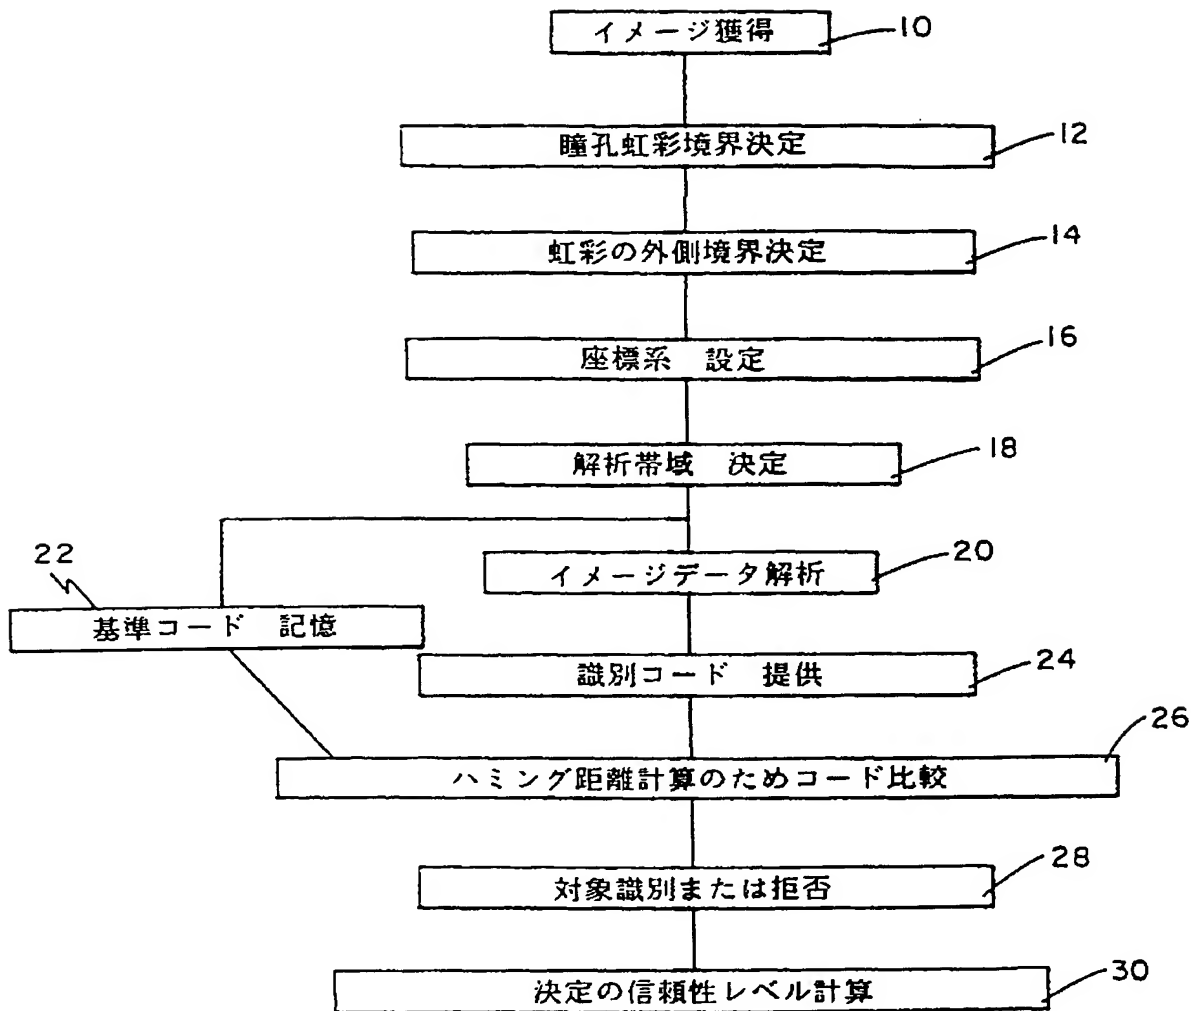 イメージ獲得
10
瞳孔虹彩境界決定
12
虹彩の外側境界決定
14
座標系 設定
16
解析帯域 決定
18
22
イメージデータ解析
20
基準コード 記憶
識別コード 提供
24
ハミング距離計算のためコード比較
26
対象識別または拒否
28
決定の信頼性レベル計算
30